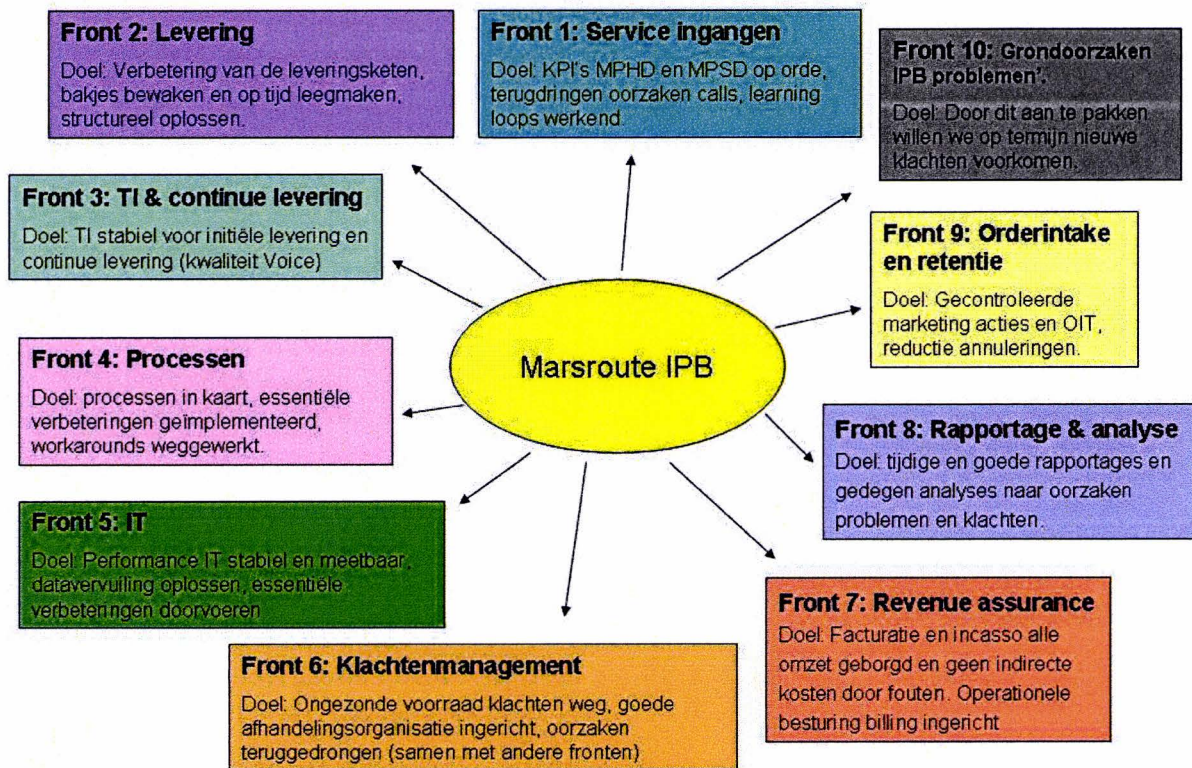 Front 2: Levering
Doel: Verbetering van de leveringsketen,
bakjes bewaken en op tijd leegmaken,
structureel oplossen.
Front 1: Service ingangen
Doel: KPI's MPHD en MPSD op orde,
terugdringen oorzaken calls, learning
loops werkend
Front 10: Grondoorzaken
IPB problemen'.
Doel: Door dit aan te pakken
willen we op termijn nieuwe
klachten voorkomen.
Front 3: TI & continue levering
Doel: TI stabiel voor initiële levering en
continue levering (kwaliteit Voice)
Front 9: Orderintake
en retentie
Doel: Gecontroleerde
marketing acties en OIT,
reductie annuleringen.
Marsroute IPB
Front 4: Processen
Doel: processen in kaart, essentiële
verbeteringen geïmplementeerd,
workarounds weggewerkt.
Front 8: Rapportage & analyse
Doel: tijdige en goede rapportages en
gedegen analyses naar oorzaken
problemen en klachten.
Front 5: IT
Doel: Performance IT stabiel en meetbaar,
datavervuiling oplossen, essentiële
verbeteringen doorvoeren
Front 7: Revenue assurance
Doel: Facturatie en incasso alle
omzet geborgd en geen indirecte
kosten door fouten. Operationele
besturing billing ingericht
Front 6: Klachtenmanagement
Doel: Ongezonde voorraad klachten weg, goede
afhandelingsorganisatie ingericht, oorzaken
teruggedrongen (samen met andere fronten)